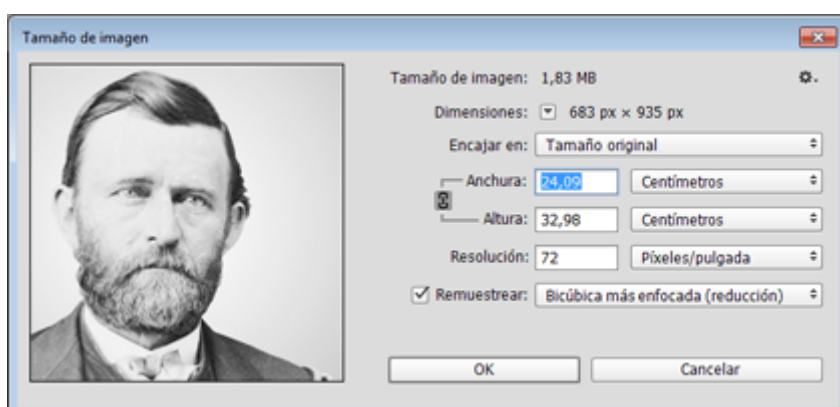 Tamaño de imagen
Tamaño de imagen: 1,83 MB
Dimensiones: 683 px × 935 px
Encajar en: Tamaño original
Anchura: 24,09 Centímetros
Altura: 32,98 Centímetros
Resolución: 72 Píxeles/pulgada
Remuestrear: Bicúbica más enfocada (reducción)
OK Cancelar